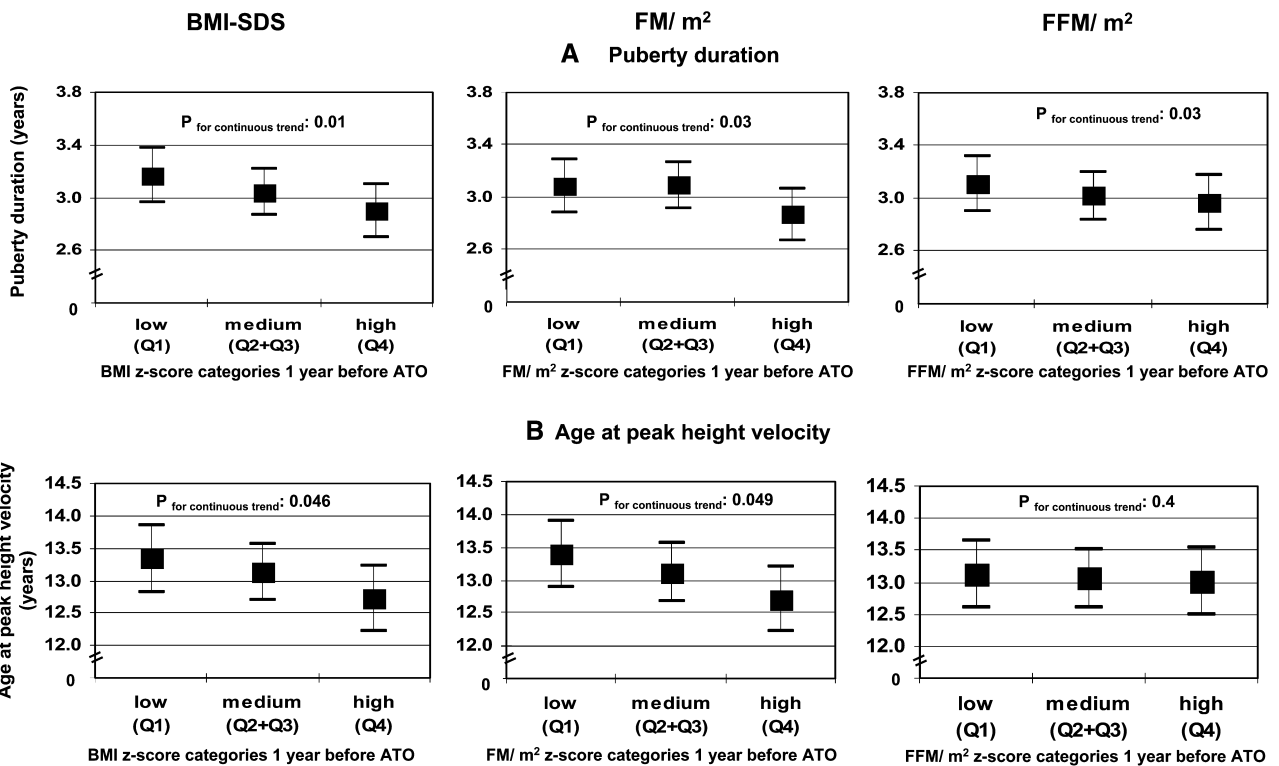 BMI-SDS FM/ m² FFM/ m²
A Puberty duration
Puberty duration (years)
3.8
3.4
3.0
2.6
0
P for continuous trend: 0.01
low medium high
(Q1) (Q2+Q3) (Q4)
BMI z-score categories 1 year before ATO
3.8
3.4
3.0
2.6
0
P for continuous trend: 0.03
low medium high
(Q1) (Q2+Q3) (Q4)
FM/ m² z-score categories 1 year before ATO
3.8
3.4
3.0
2.6
0
P for continuous trend: 0.03
low medium high
(Q1) (Q2+Q3) (Q4)
FFM/ m² z-score categories 1 year before ATO
B Age at peak height velocity
Age at peak height velocity
(years)
14.5
14.0
13.5
13.0
12.5
12.0
0
P for continuous trend: 0.046
low medium high
(Q1) (Q2+Q3) (Q4)
BMI z-score categories 1 year before ATO
14.5
14.0
13.5
13.0
12.5
12.0
0
P for continuous trend: 0.049
low medium high
(Q1) (Q2+Q3) (Q4)
FM/ m² z-score categories 1 year before ATO
14.5
14.0
13.5
13.0
12.5
12.0
0
P for continuous trend: 0.4
low medium high
(Q1) (Q2+Q3) (Q4)
FFM/ m² z-score categories 1 year before ATO